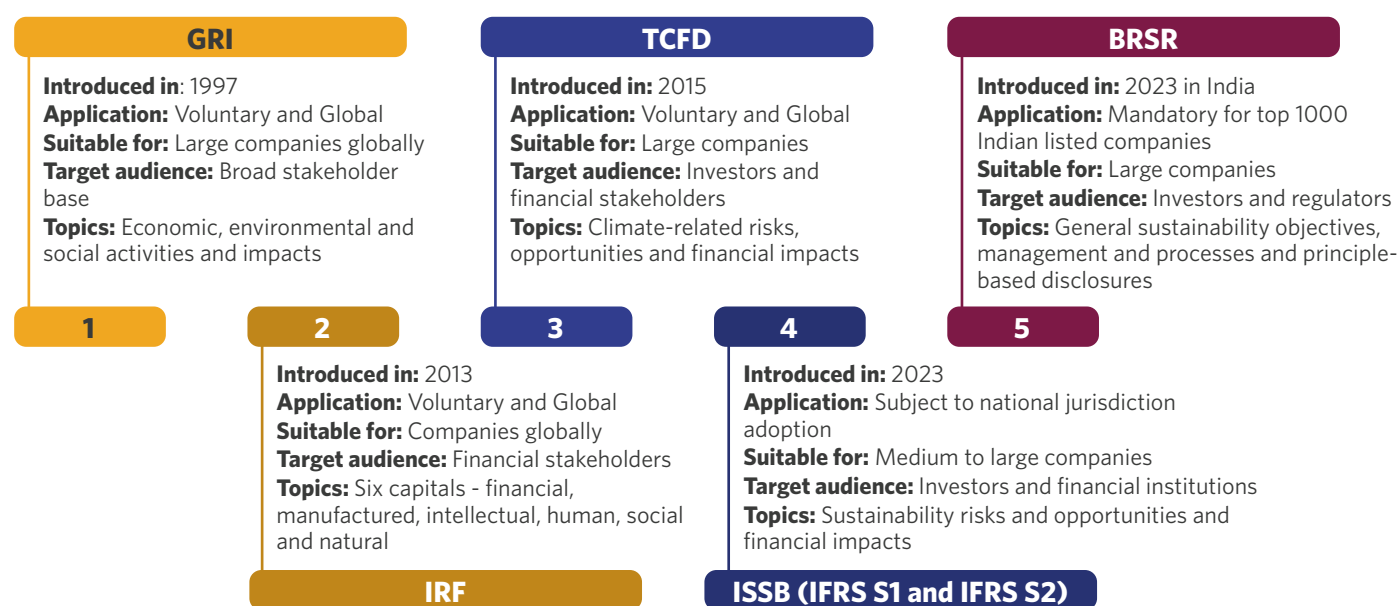 GRI
Introduced in: 1997
Application: Voluntary and Global
Suitable for: Large companies globally
Target audience: Broad stakeholder
base
Topics: Economic, environmental and
social activities and impacts
1
TCFD
Introduced in: 2015
Application: Voluntary and Global
Suitable for: Large companies
Target audience: Investors and
financial stakeholders
Topics: Climate-related risks,
opportunities and financial impacts
3
BRSR
Introduced in: 2023 in India
Application: Mandatory for top 1000
Indian listed companies
Suitable for: Large companies
Target audience: Investors and regulators
Topics: General sustainability objectives,
management and processes and principle-
based disclosures
5
2
Introduced in: 2013
Application: Voluntary and Global
Suitable for: Companies globally
Target audience: Financial stakeholders
Topics: Six capitals - financial,
manufactured, intellectual, human, social
and natural
IRF
4
Introduced in: 2023
Application: Subject to national jurisdiction
adoption
Suitable for: Medium to large companies
Target audience: Investors and financial institutions
Topics: Sustainability risks and opportunities and
financial impacts
ISSB (IFRS S1 and IFRS S2)